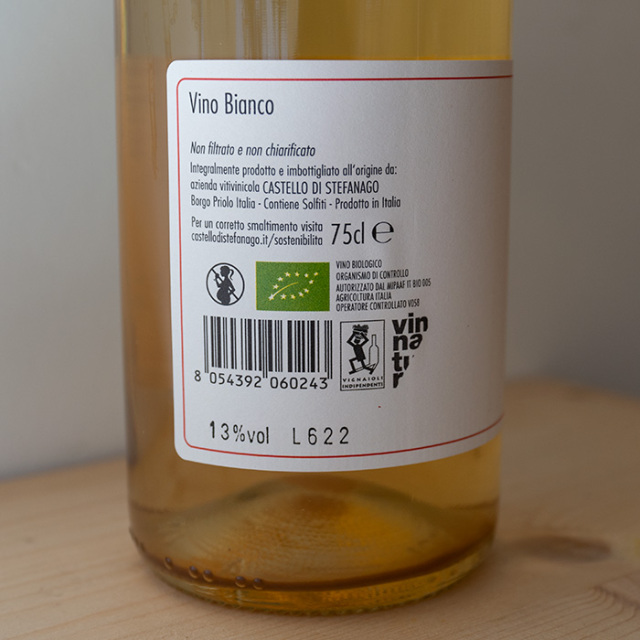 Vino Bianco
Non filtrato e non chiarificato
Integralmente prodotto e imbottigliato all'origine da:
azienda vitivinicola CASTELLO DI STEFANAGO
Borgo Priolo Italia - Contiene Solfiti - Prodotto in Italia
Per un corretto smaltimento visita
castellodistefanago.it/sostenibilita
75cl e
VINO BIOLOGICO
ORGANISMO DI CONTROLLO
AUTORIZZATO DAL MIPAAF IT BIO 005
AGRICOLTURA ITALIA
OPERATORE CONTROLLATO V058
8 054392 060243
VIGNAIOLI
INDIPENDENTI
vin
na
tu
r
13%vol L622